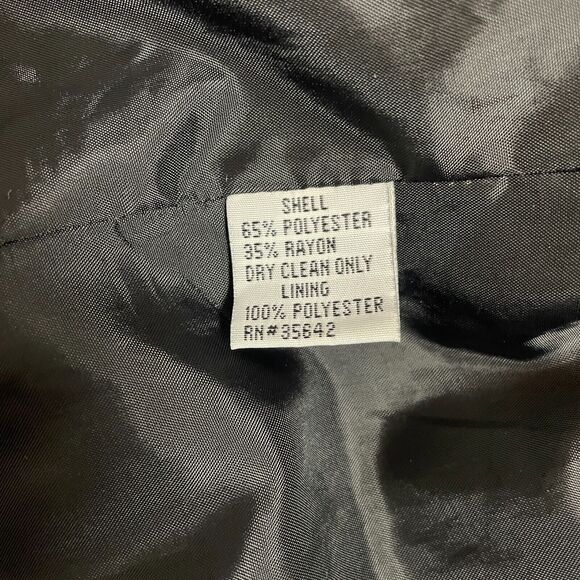 SHELL
65% POLYESTER
35% RAYON
DRY CLEAN ONLY
LINING
100% POLYESTER
RN#35642